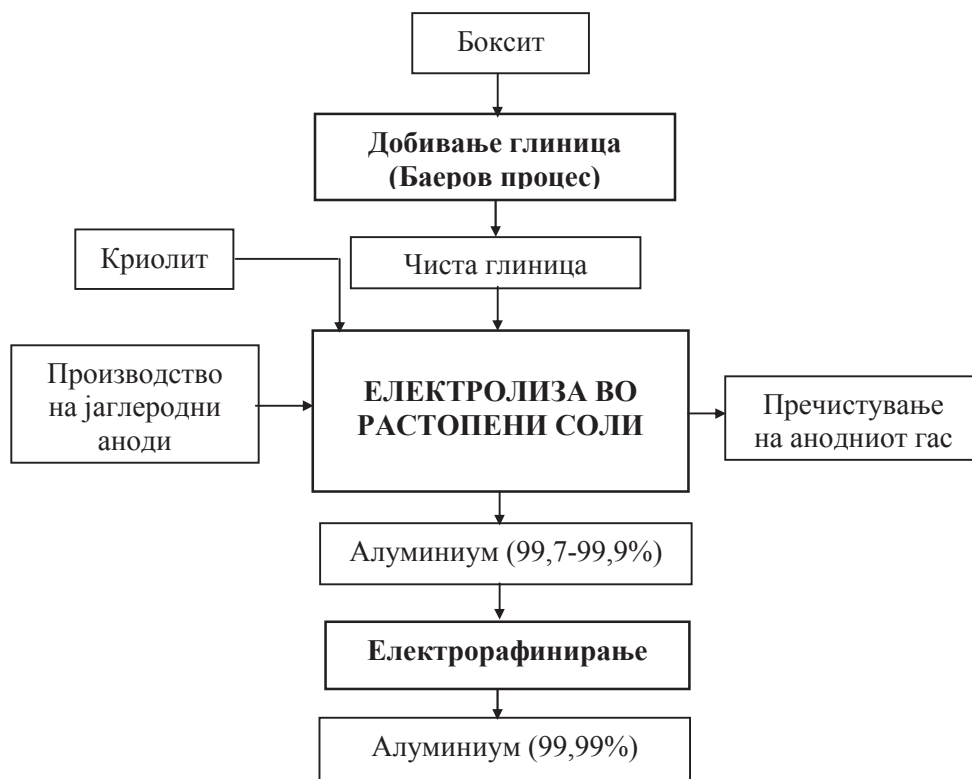 Боксит
Добивање глиница
(Баеров процес)
Криолит
Чиста глиница
Производство
на јаглеродни
аноди
ЕЛЕКТРОЛИЗА ВО
РАСТОПЕНИ СОЛИ
Пречистување
на анодниот гас
Алуминиум (99,7-99,9%)
Електрорафинирање
Алуминиум (99,99%)